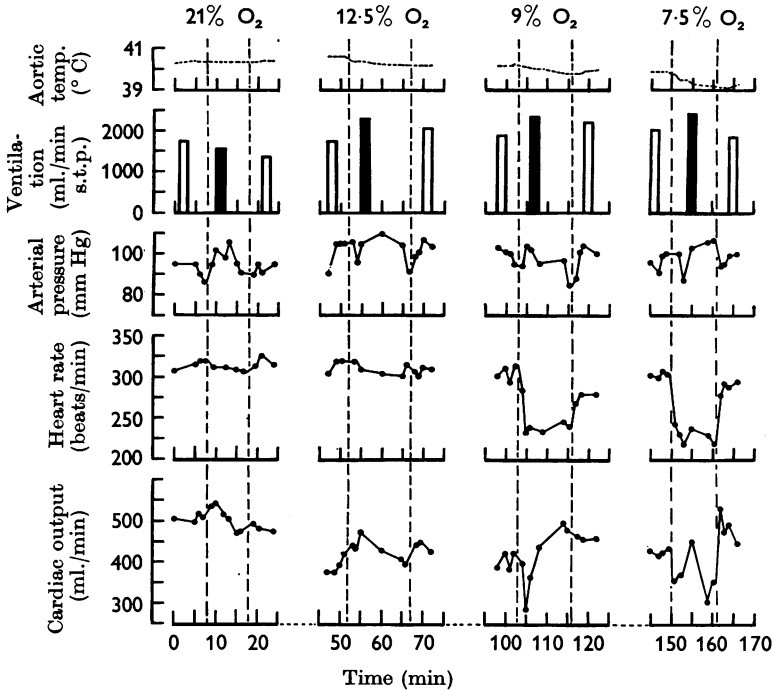 21% O₂ 12·5% O₂ 9% O₂ 7·5% O₂
Aortic
temp.
(° C)
41
39
Ventila-
tion
(ml./min
s.t.p.)
2000
1000
0
Arterial
pressure
(mm Hg)
100
80
Heart rate
(beats/min)
350
300
250
200
Cardiac output
(ml./min)
500
400
300
0 10 20 50 60 70 100 110 120 150 160 170
Time (min)